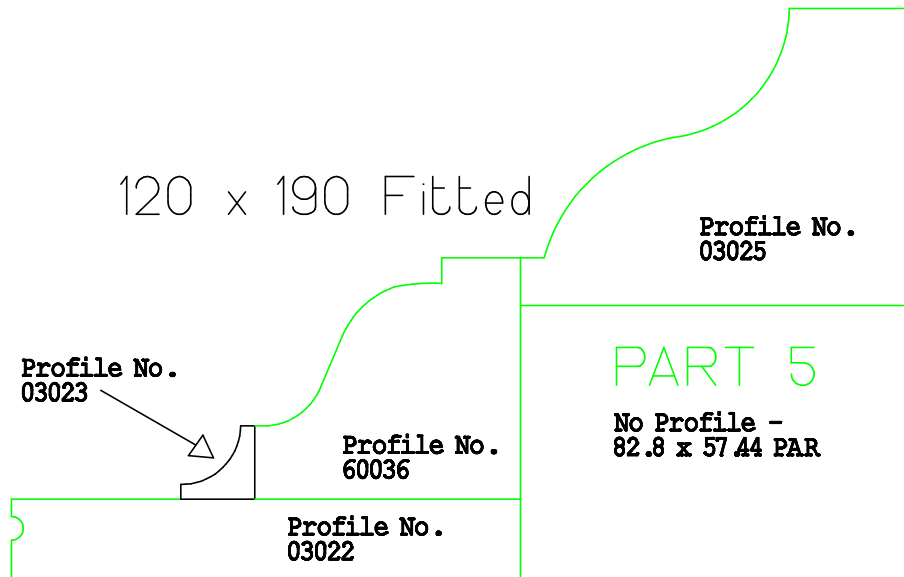 120 x 190 Fitted
Profile No.
03025
Profile No.
03023
PART 5
No Profile -
82.8 x 57.44 PAR
Profile No.
60036
Profile No.
03022